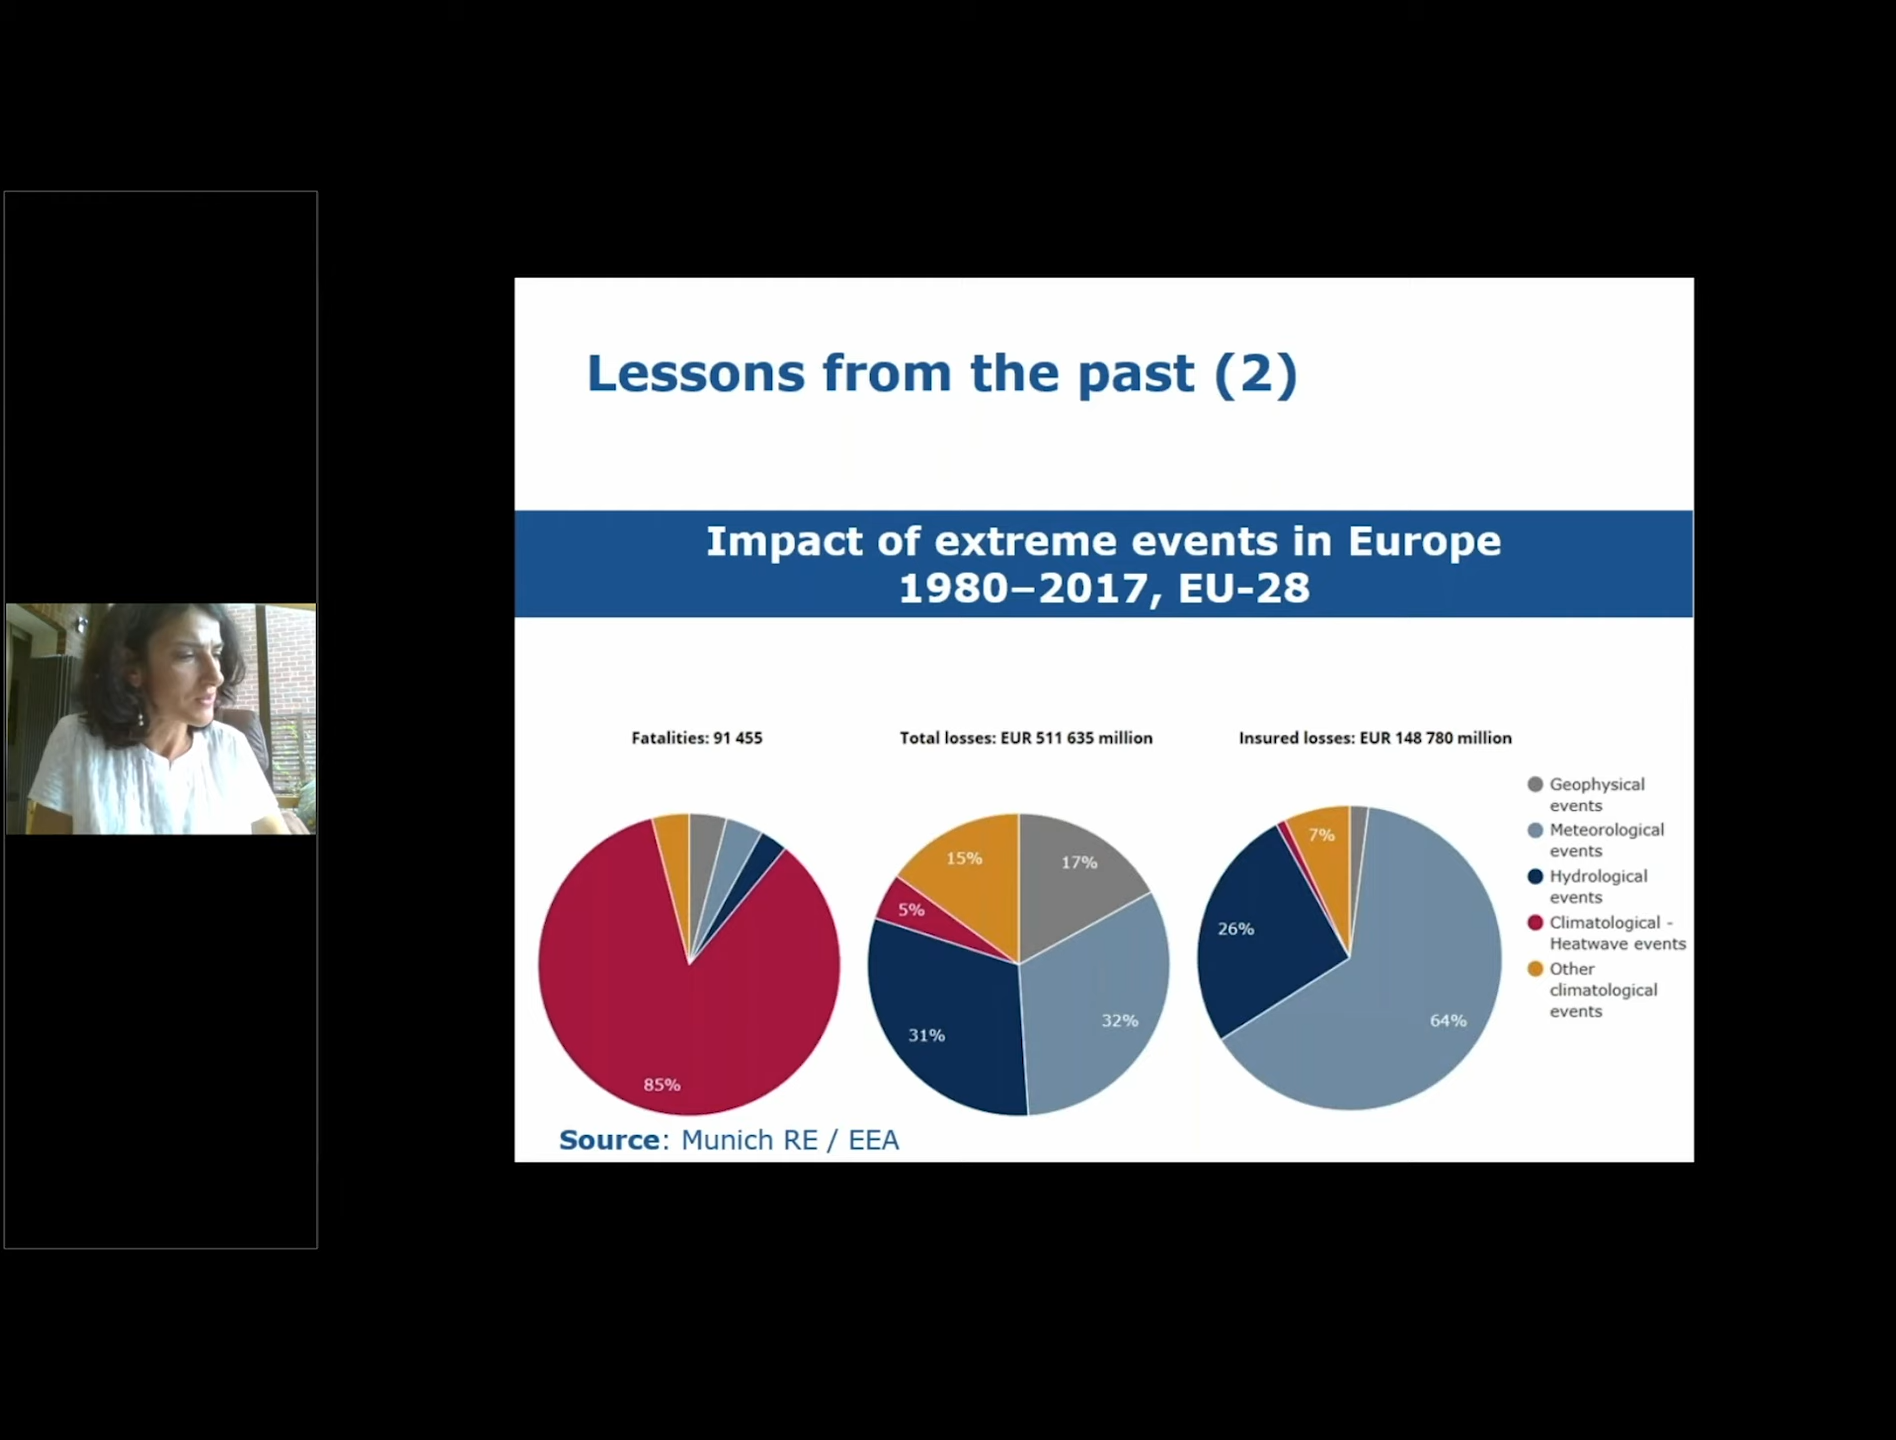 Lessons from the past (2)
Impact of extreme events in Europe
1980–2017, EU-28
Fatalities: 91 455
Total losses: EUR 511 635 million
Insured losses: EUR 148 780 million
85%
15%
17%
5%
31%
32%
7%
26%
64%
Geophysical
events
Meteorological
events
Hydrological
events
Climatological -
Heatwave events
Other
climatological
events
Source: Munich RE / EEA